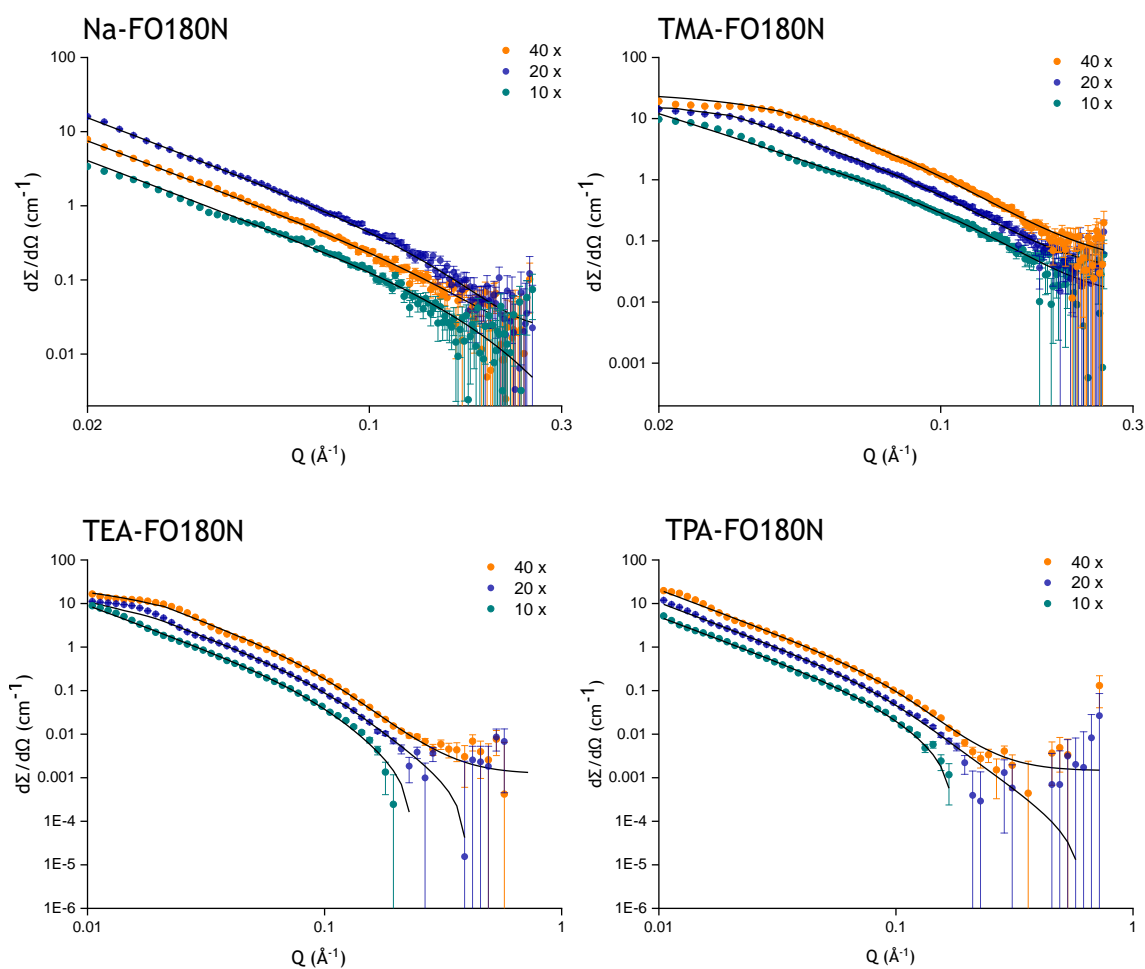 Na-FO180N
40 x
20 x
10 x
100
10
1
0.1
0.01
dΣ/dΩ (cm⁻¹)
0.02
0.1
0.3
Q (Å⁻¹)
TMA-FO180N
40 x
20 x
10 x
100
10
1
0.1
0.01
0.001
dΣ/dΩ (cm⁻¹)
0.02
0.1
0.3
Q (Å⁻¹)
TEA-FO180N
40 x
20 x
10 x
100
10
1
0.1
0.01
0.001
1E-4
1E-5
1E-6
dΣ/dΩ (cm⁻¹)
0.01
0.1
1
Q (Å⁻¹)
TPA-FO180N
40 x
20 x
10 x
100
10
1
0.1
0.01
0.001
1E-4
1E-5
1E-6
dΣ/dΩ (cm⁻¹)
0.01
0.1
1
Q (Å⁻¹)